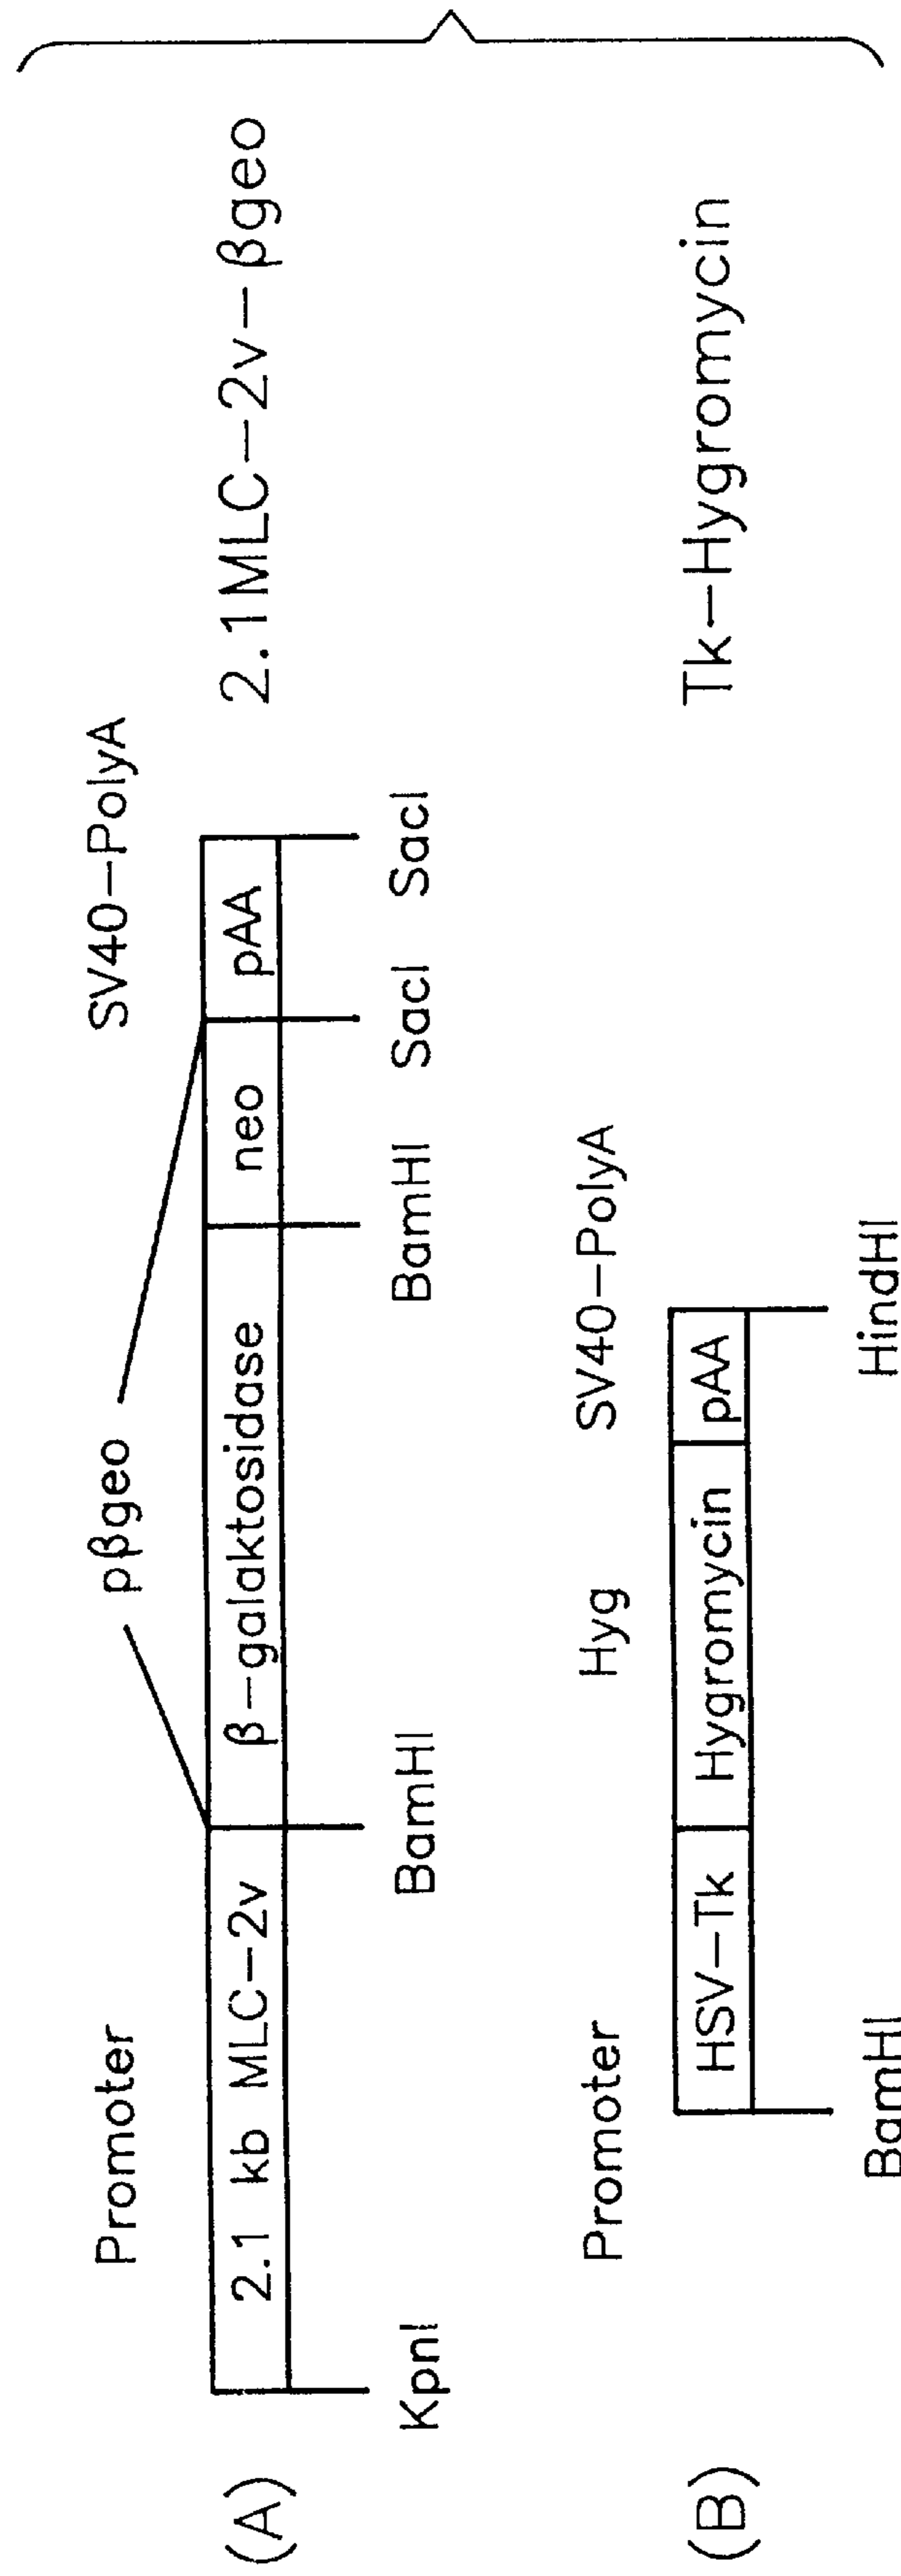 Promoter
pβgeo
SV40-PolyA
(A)
2.1 kb MLC-2v
β-galaktosidase
neo
pAA
2.1MLC-2v-βgeo
KpnI
BamHI
BamHI
SacI
SacI
Promoter
Hyg
SV40-PolyA
(B)
HSV-Tk
Hygromycin
pAA
Tk-Hygromycin
BamHI
HindHI